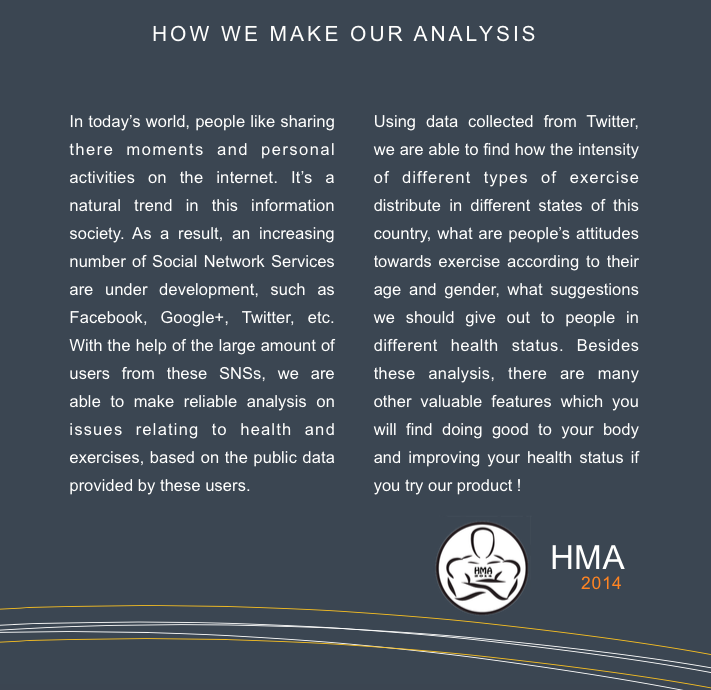 HOW WE MAKE OUR ANALYSIS
In today's world, people like sharing
there moments and personal
activities on the internet. It's a
natural trend in this information
society. As a result, an increasing
number of Social Network Services
are under development, such as
Facebook, Google+, Twitter, etc.
With the help of the large amount of
users from these SNSs, we are
able to make reliable analysis on
issues relating to health and
exercises, based on the public data
provided by these users.
Using data collected from Twitter,
we are able to find how the intensity
of different types of exercise
distribute in different states of this
country, what are people's attitudes
towards exercise according to their
age and gender, what suggestions
we should give out to people in
different health status. Besides
these analysis, there are many
other valuable features which you
will find doing good to your body
and improving your health status if
you try our product !
HMA
HMA
2014